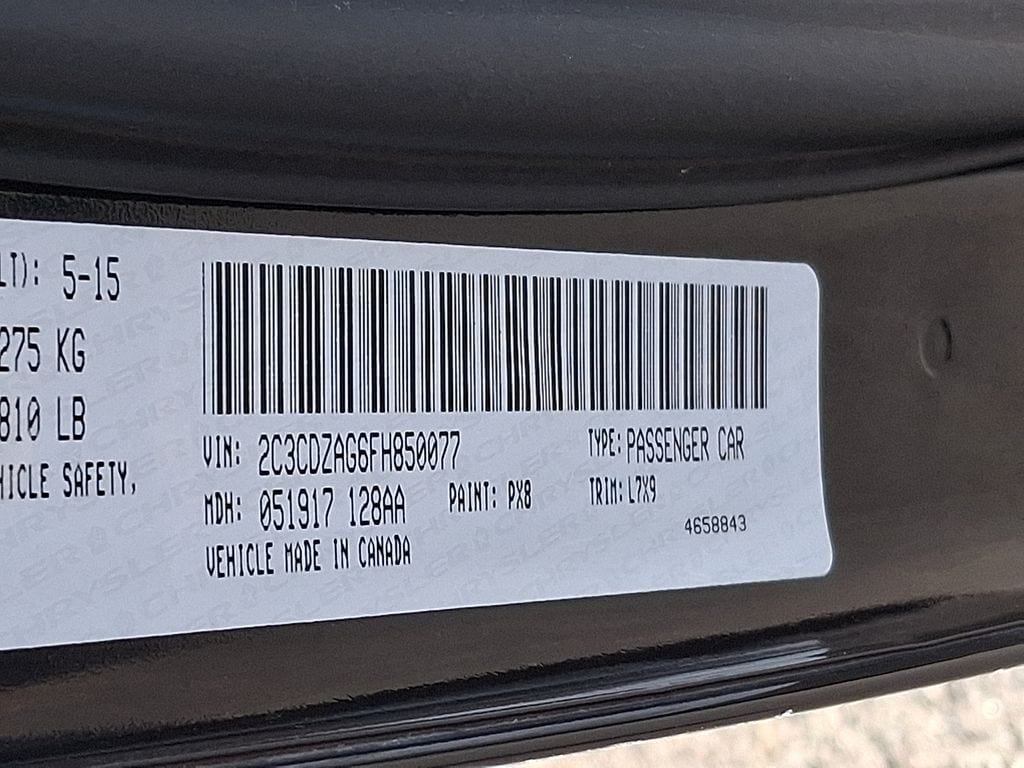 LT): 5-15
275 KG
810 LB
HICLE SAFETY,
VIN: 2C3CDZAG6FH850077 TYPE: PASSENGER CAR
MDH: 051917 128AA PAINT: PX8 TRIM: L7X9
VEHICLE MADE IN CANADA 4658843